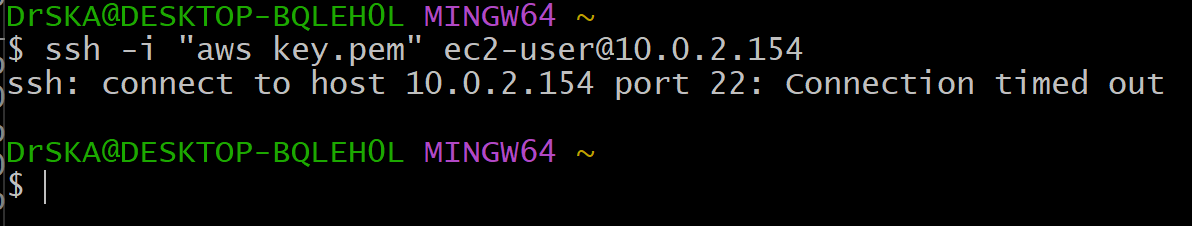 DrSKA@DESKTOP-BQLEH0L MINGW64 ~
$ ssh -i "aws key.pem" ec2-user@10.0.2.154
ssh: connect to host 10.0.2.154 port 22: Connection timed out
DrSKA@DESKTOP-BQLEH0L MINGW64 ~
$